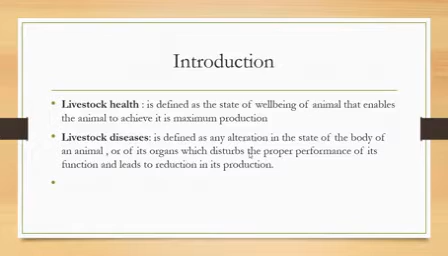 Introduction
• Livestock health : is defined as the state of wellbeing of animal that enables
the animal to achieve it is maximum production
• Livestock diseases: is defined as any alteration in the state of the body of
an animal , or of its organs which disturbs the proper performance of its
function and leads to reduction in its production.
•